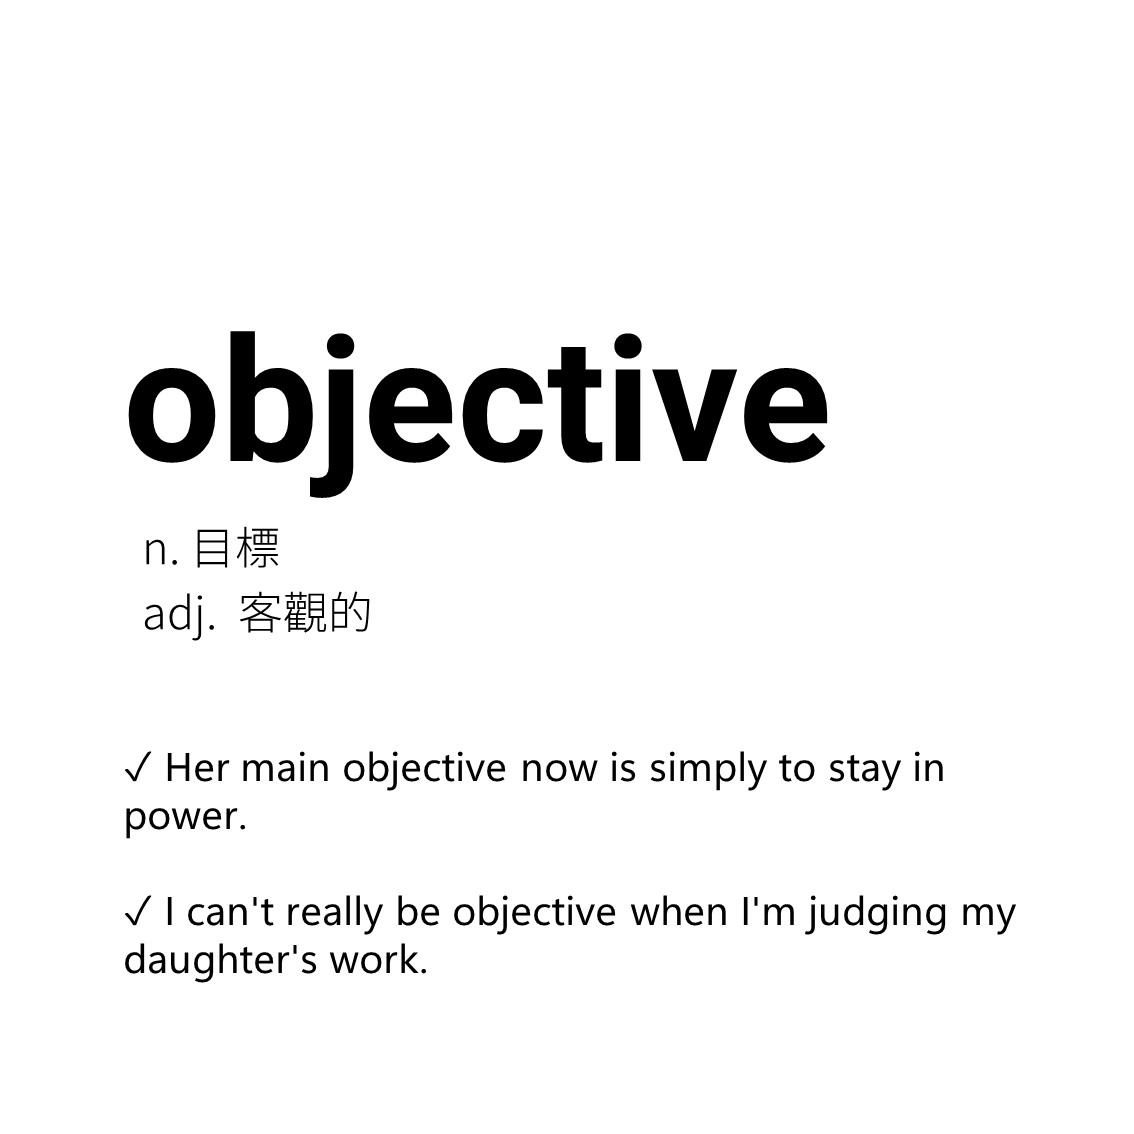 objective
n. 目標
adj. 客觀的
✓ Her main objective now is simply to stay in
power.
✓ I can't really be objective when I'm judging my
daughter's work.